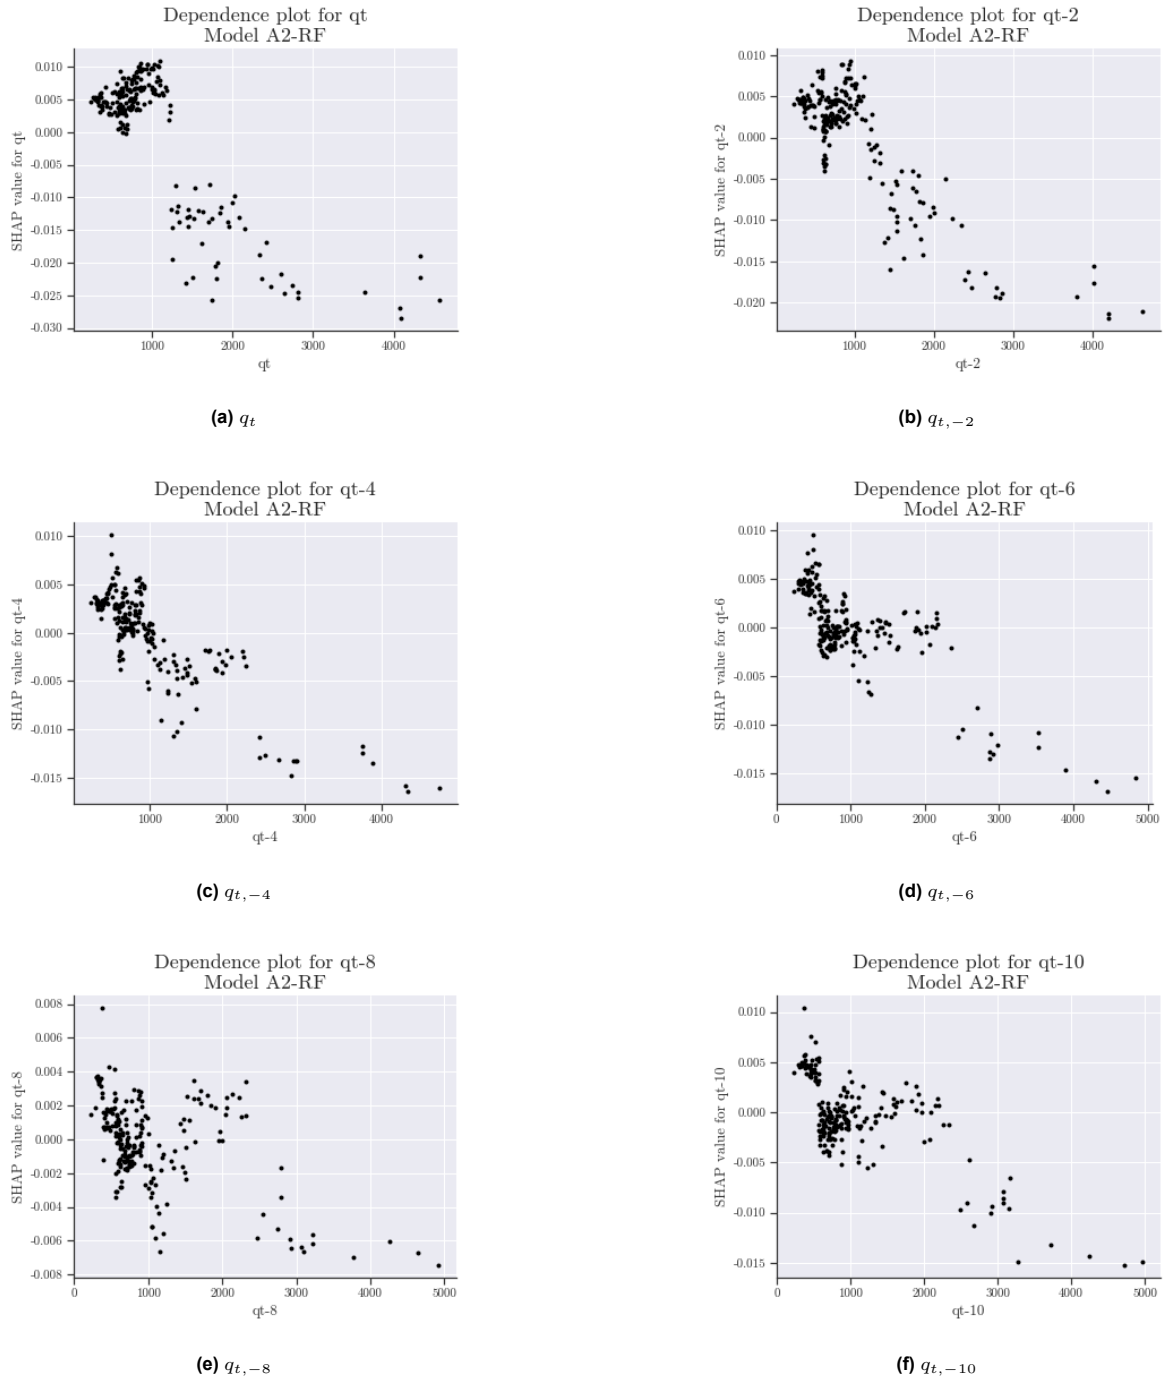 Dependence plot for qt
Model A2-RF
0.010
0.005
0.000
-0.005
-0.010
-0.015
-0.020
-0.025
-0.030
SHAP value for qt
1000 2000 3000 4000
qt
(a) qt
Dependence plot for qt-2
Model A2-RF
0.010
0.005
0.000
-0.005
-0.010
-0.015
-0.020
SHAP value for qt-2
1000 2000 3000 4000
qt-2
(b) qt,−2
Dependence plot for qt-4
Model A2-RF
0.010
0.005
0.000
-0.005
-0.010
-0.015
SHAP value for qt-4
1000 2000 3000 4000
qt-4
(c) qt,−4
Dependence plot for qt-6
Model A2-RF
0.010
0.005
0.000
-0.005
-0.010
-0.015
SHAP value for qt-6
0 1000 2000 3000 4000 5000
qt-6
(d) qt,−6
Dependence plot for qt-8
Model A2-RF
0.008
0.006
0.004
0.002
0.000
-0.002
-0.004
-0.006
-0.008
SHAP value for qt-8
0 1000 2000 3000 4000 5000
qt-8
(e) qt,−8
Dependence plot for qt-10
Model A2-RF
0.010
0.005
0.000
-0.005
-0.010
-0.015
SHAP value for qt-10
0 1000 2000 3000 4000 5000
qt-10
(f) qt,−10